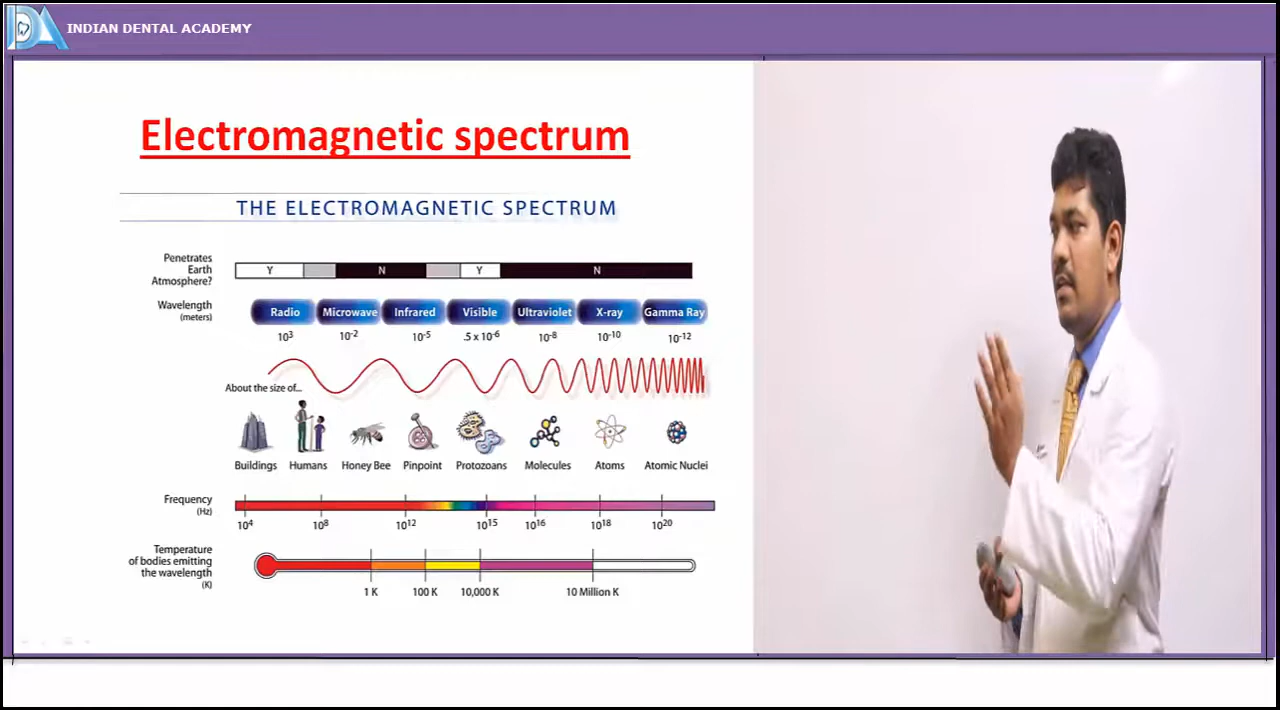 INDIAN DENTAL ACADEMY
Electromagnetic spectrum
THE ELECTROMAGNETIC SPECTRUM
Penetrates
Earth
Atmosphere?
Y N Y N
Wavelength
(meters)
Radio Microwave Infrared Visible Ultraviolet X-ray Gamma Ray
10³ 10⁻² 10⁻⁵ .5 x 10⁻⁶ 10⁻⁸ 10⁻¹⁰ 10⁻¹²
About the size of...
Buildings Humans Honey Bee Pinpoint Protozoans Molecules Atoms Atomic Nuclei
Frequency
(Hz)
10⁴ 10⁸ 10¹² 10¹⁵ 10¹⁶ 10¹⁸ 10²⁰
Temperature
of bodies emitting
the wavelength
(K)
1 K 100 K 10,000 K 10 Million K